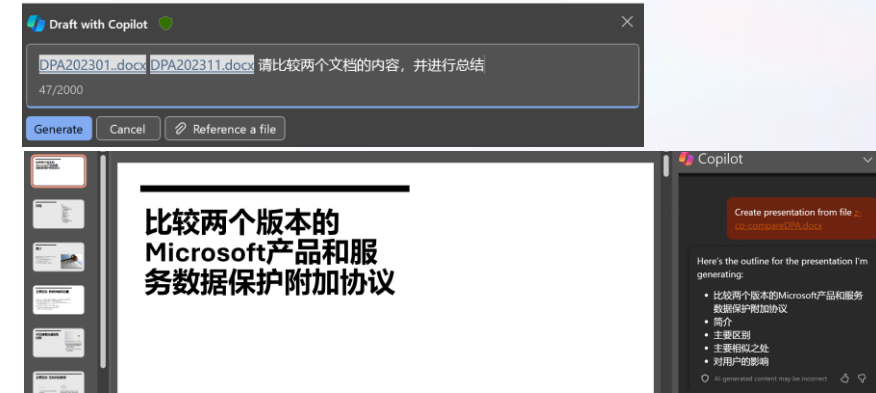 Draft with Copilot
DPA202301..docx DPA202311.docx 请比较两个文档的内容，并进行总结
47/2000
Generate
Cancel
Reference a file
比较两个版本的
Microsoft产品和服
务数据保护附加协议
Copilot
Create presentation from file z-
co-compareDPA.docx
Here's the outline for the presentation I'm
generating:
• 比较两个版本的Microsoft产品和服务
数据保护附加协议
• 简介
• 主要区别
• 主要相似之处
• 对用户的影响
AI-generated content may be incorrect